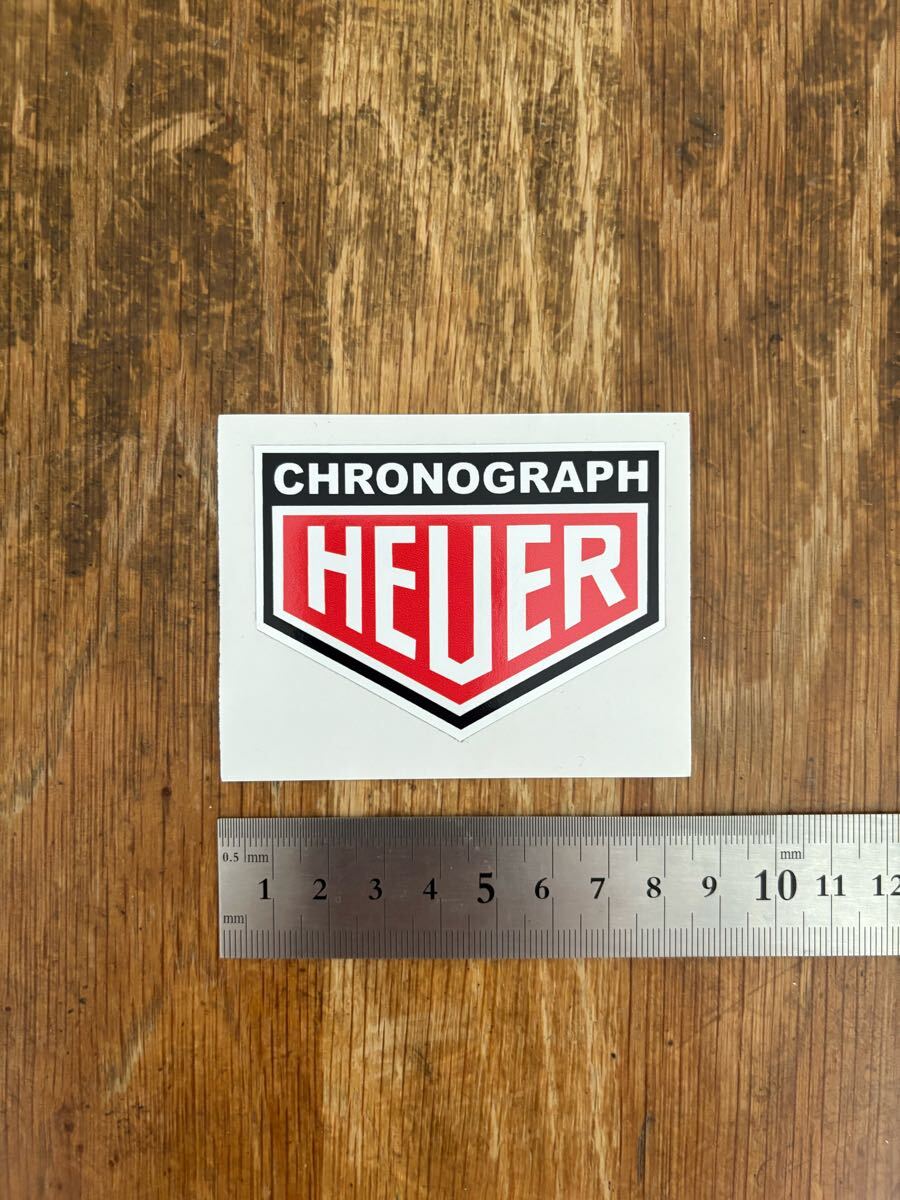 CHRONOGRAPH
HEUER
0.5 mm
mm
1 2 3 4 5 6 7 8 9 10 11 12
mm